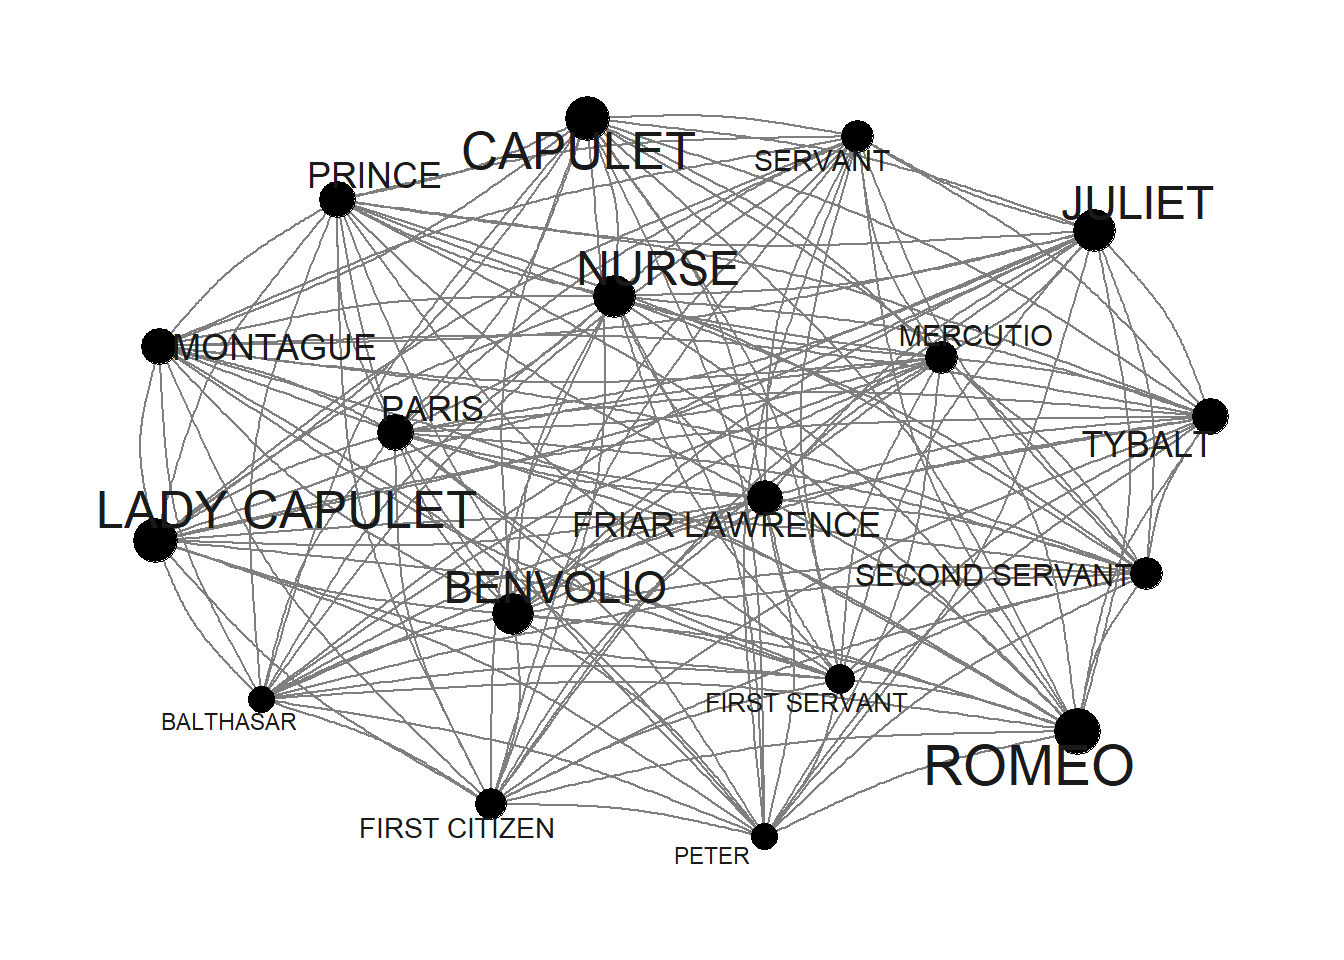 CAPULET
SERVANT
PRINCE
JULIET
NURSE
MERCUTIO
MONTAGUE
PARIS
TYBALT
LADY CAPULET
FRIAR LAWRENCE
SECOND SERVANT
BENVOLIO
FIRST SERVANT
BALTHASAR
ROMEO
FIRST CITIZEN
PETER